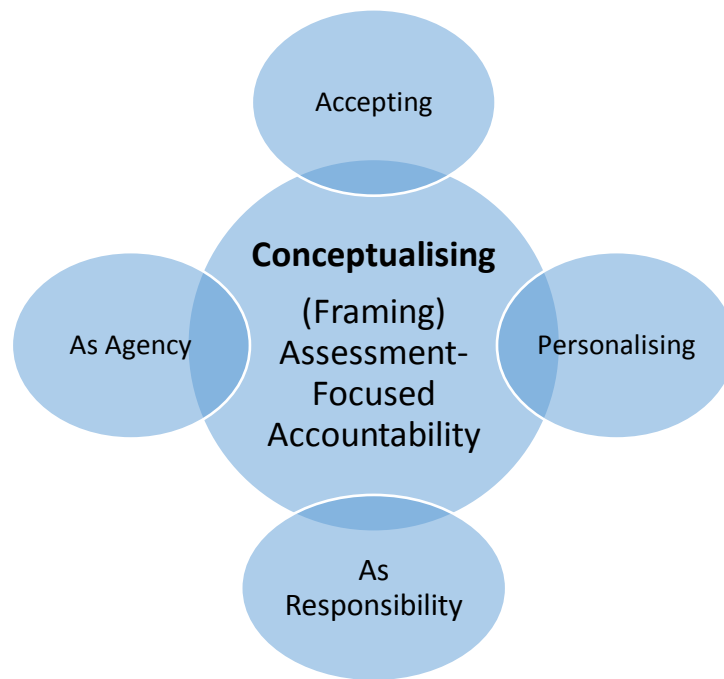 Accepting
Conceptualising
(Framing)
Assessment-
Focused
Accountability
As Agency
Personalising
As
Responsibility